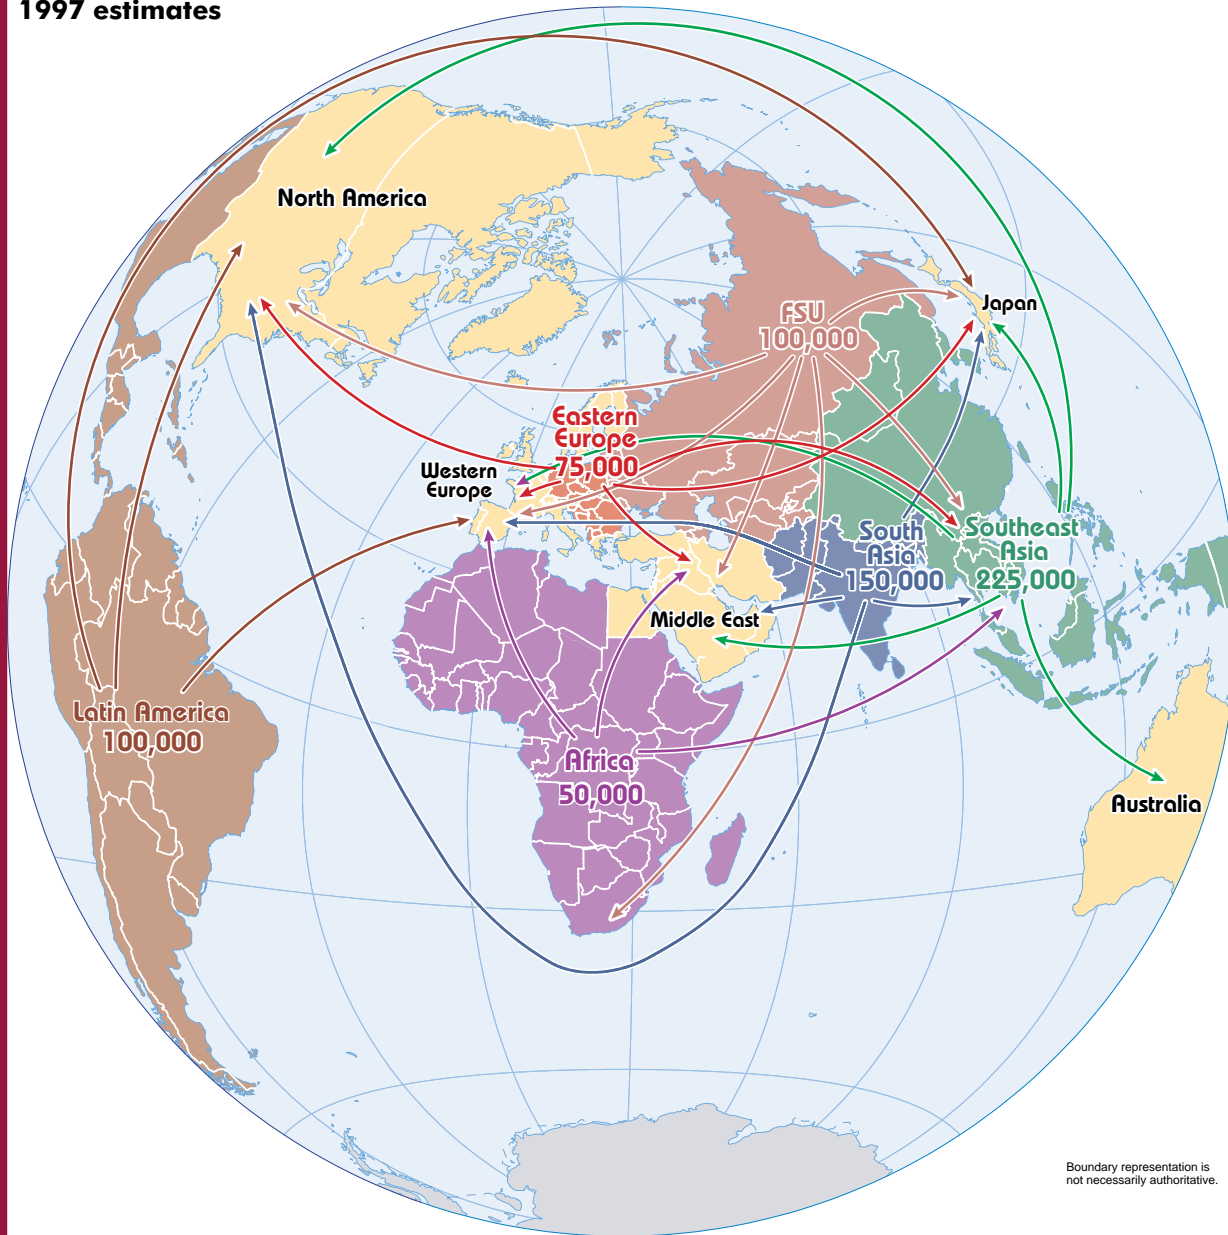 1997 estimates
North America
Japan
FSU
100,000
Eastern
Europe
75,000
Western
Europe
South
Asia
150,000
Southeast
Asia
225,000
Middle East
Latin America
100,000
Africa
50,000
Australia
Boundary representation is
not necessarily authoritative.